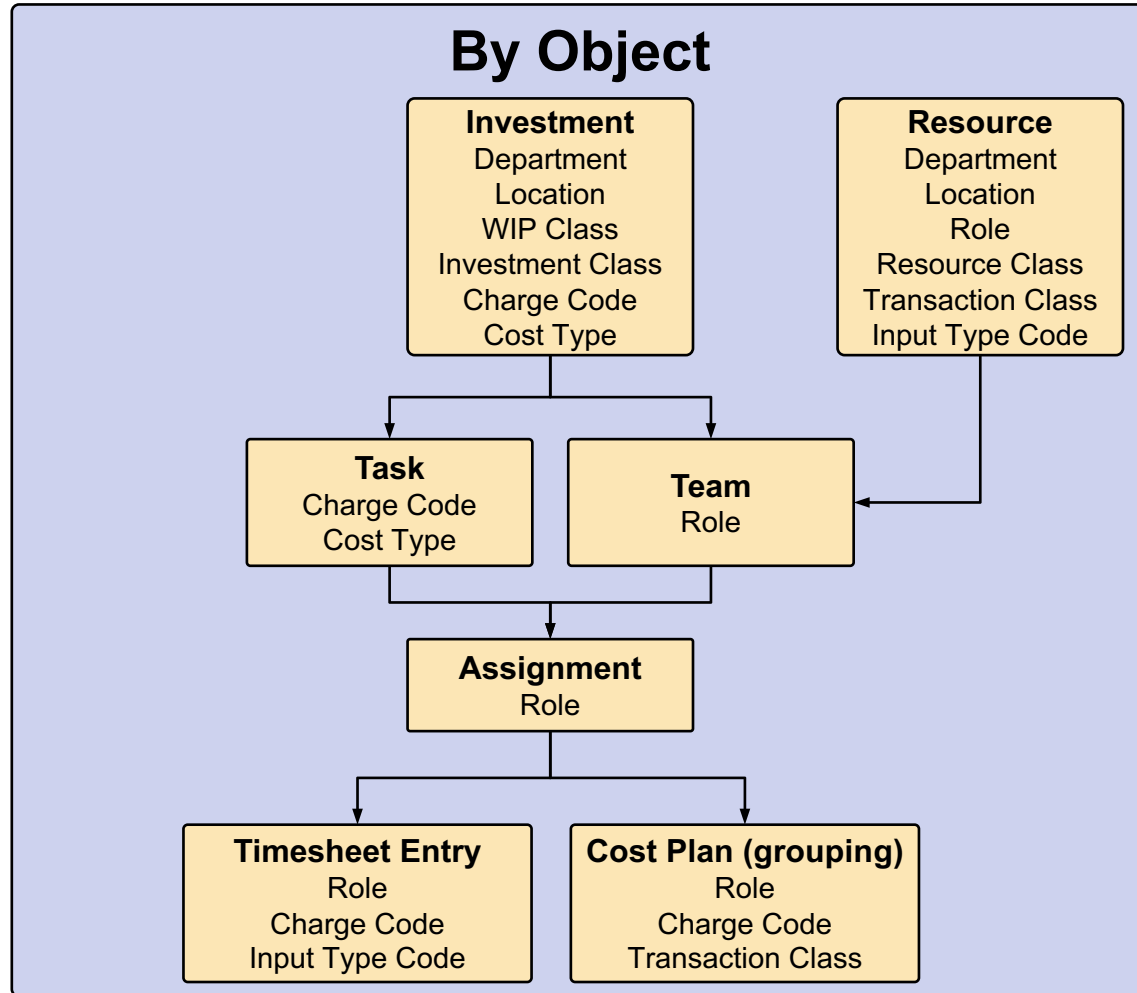 By Object
Investment
Department
Location
WIP Class
Investment Class
Charge Code
Cost Type
Resource
Department
Location
Role
Resource Class
Transaction Class
Input Type Code
Task
Charge Code
Cost Type
Team
Role
Assignment
Role
Timesheet Entry
Role
Charge Code
Input Type Code
Cost Plan (grouping)
Role
Charge Code
Transaction Class